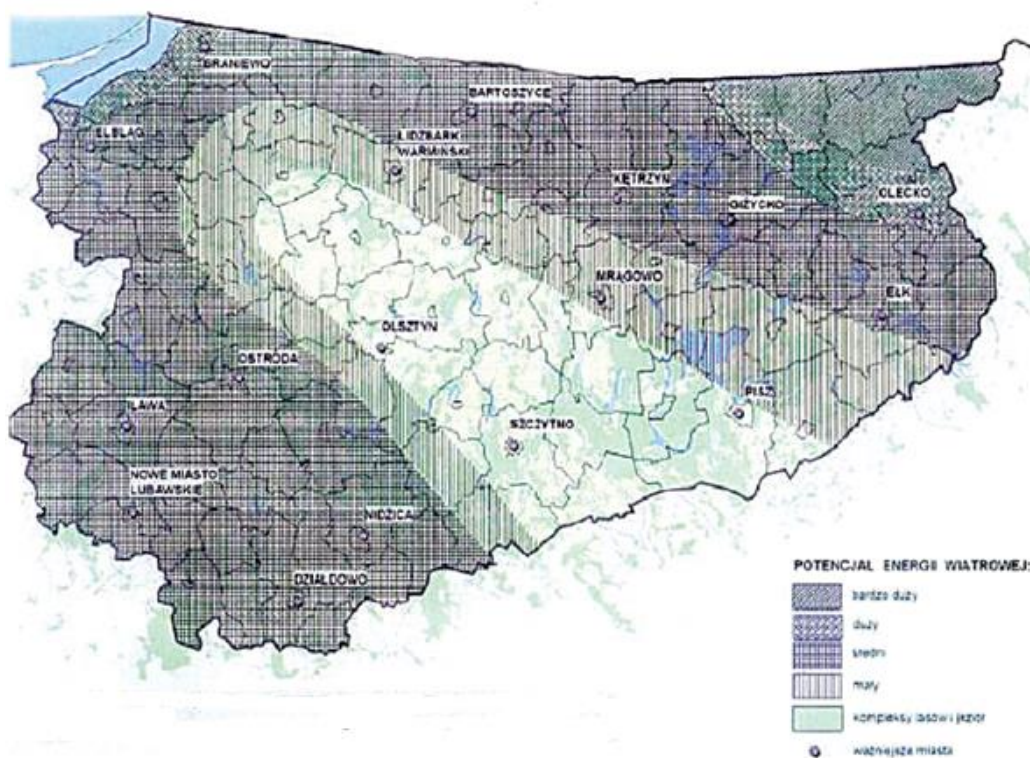 BRANIEWO
BARTOSZYCE
ELBLĄG
LIDZBARK
WARMIŃSKI
KĘTRZYN
OLECKO
GIŻYCKO
MRĄGOWO
EŁK
OLSZTYN
OSTRÓDA
PISZ
IŁAWA
SZCZYTNO
NOWE MIASTO
LUBAWSKIE
NIDZICA
DZIAŁDOWO
POTENCJAŁ ENERGII WIATROWEJ:
bardzo duży
duży
średni
mały
kompleksy lasów i jezior
ważniejsze miasta